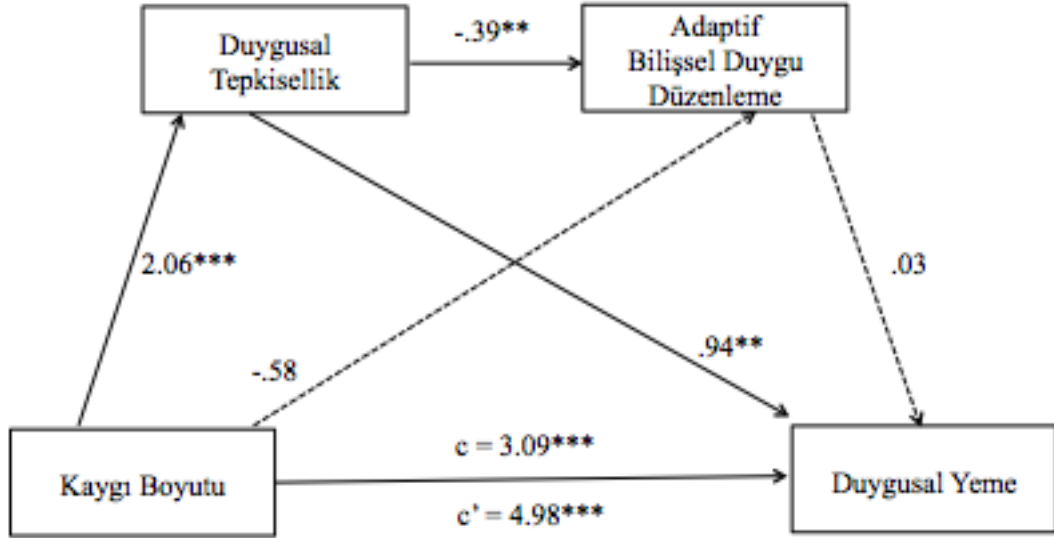 Duygusal
Tepkisellik
-.39**
Adaptif
Bilişsel Duygu
Düzenleme
2.06***
-.58
.94**
.03
Kaygı Boyutu
c = 3.09***
c’ = 4.98***
Duygusal Yeme